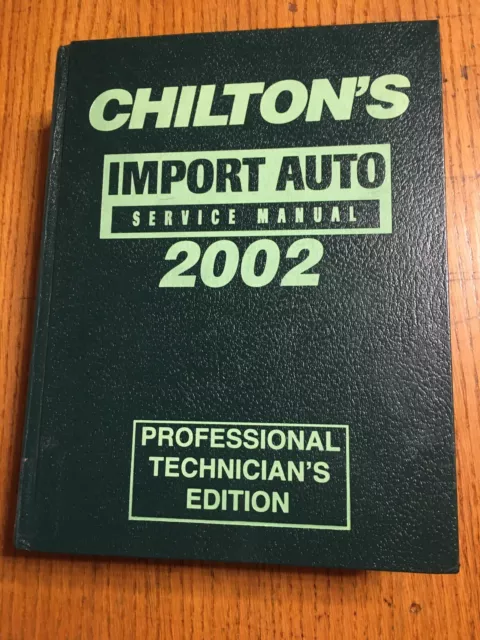 CHILTON'S
IMPORT AUTO
SERVICE MANUAL
2002
PROFESSIONAL
TECHNICIAN'S
EDITION